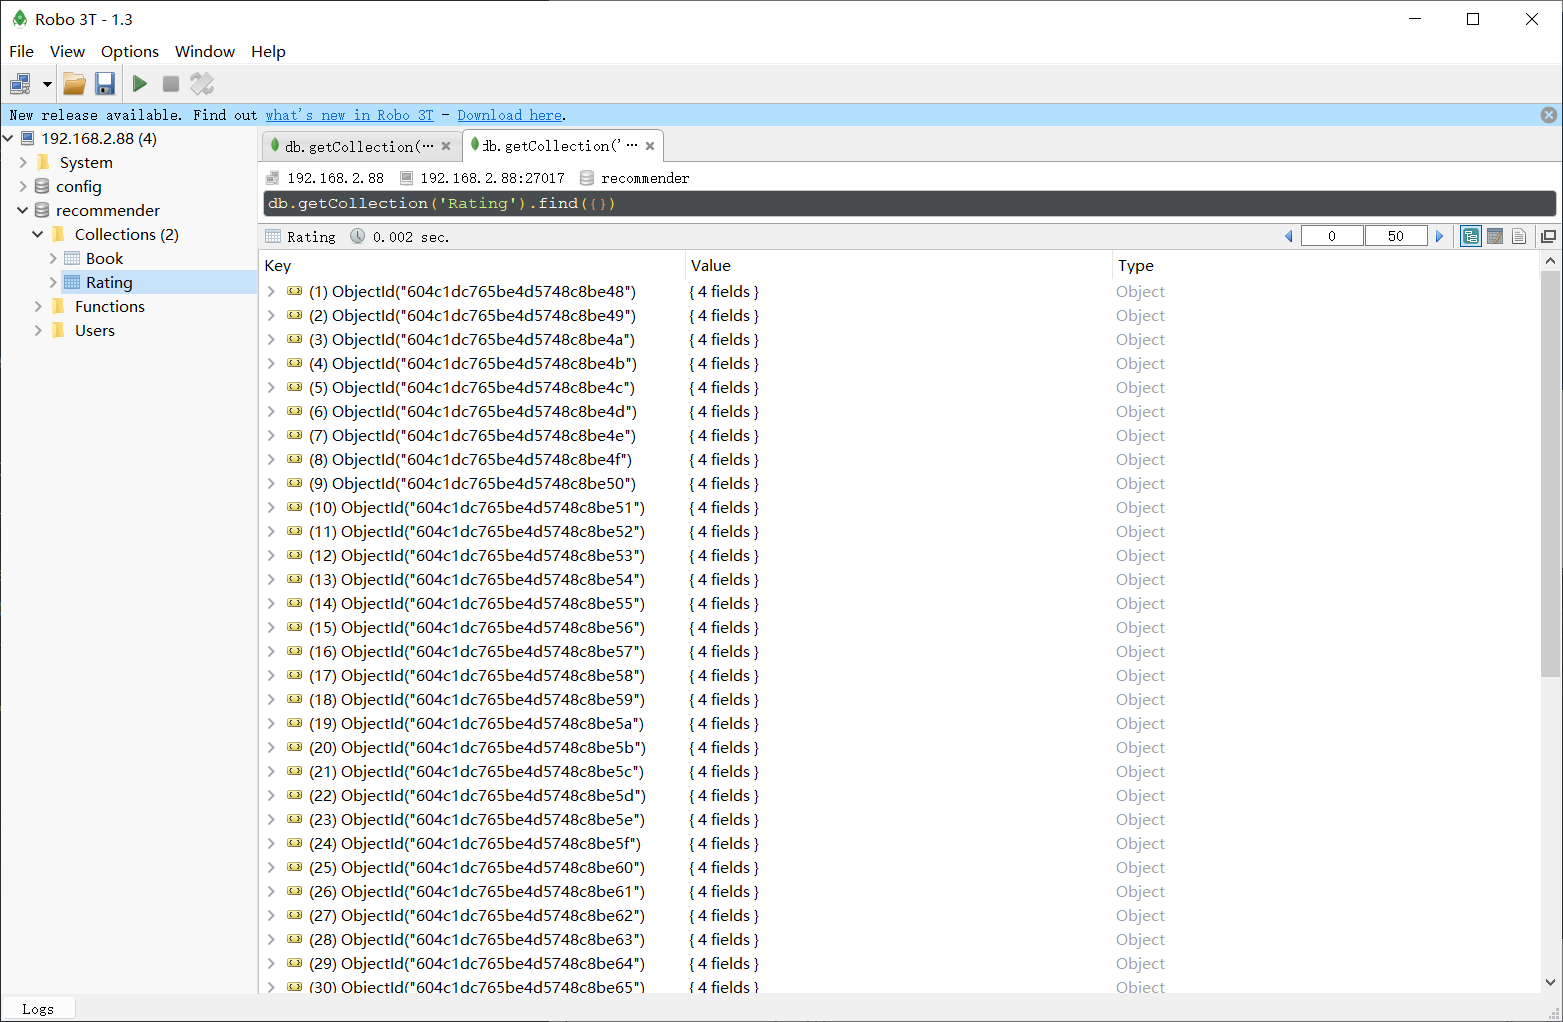 Robo 3T - 1.3
File View Options Window Help
New release available. Find out what's new in Robo 3T - Download here.
192.168.2.88 (4)
System
config
recommender
Collections (2)
Book
Rating
Functions
Users
db.getCollection(··· db.getCollection('···
192.168.2.88 192.168.2.88:27017 recommender
db.getCollection('Rating').find({})
Rating 0.002 sec. 0 50
Key Value Type
(1) ObjectId("604c1dc765be4d5748c8be48") { 4 fields } Object
(2) ObjectId("604c1dc765be4d5748c8be49") { 4 fields } Object
(3) ObjectId("604c1dc765be4d5748c8be4a") { 4 fields } Object
(4) ObjectId("604c1dc765be4d5748c8be4b") { 4 fields } Object
(5) ObjectId("604c1dc765be4d5748c8be4c") { 4 fields } Object
(6) ObjectId("604c1dc765be4d5748c8be4d") { 4 fields } Object
(7) ObjectId("604c1dc765be4d5748c8be4e") { 4 fields } Object
(8) ObjectId("604c1dc765be4d5748c8be4f") { 4 fields } Object
(9) ObjectId("604c1dc765be4d5748c8be50") { 4 fields } Object
(10) ObjectId("604c1dc765be4d5748c8be51") { 4 fields } Object
(11) ObjectId("604c1dc765be4d5748c8be52") { 4 fields } Object
(12) ObjectId("604c1dc765be4d5748c8be53") { 4 fields } Object
(13) ObjectId("604c1dc765be4d5748c8be54") { 4 fields } Object
(14) ObjectId("604c1dc765be4d5748c8be55") { 4 fields } Object
(15) ObjectId("604c1dc765be4d5748c8be56") { 4 fields } Object
(16) ObjectId("604c1dc765be4d5748c8be57") { 4 fields } Object
(17) ObjectId("604c1dc765be4d5748c8be58") { 4 fields } Object
(18) ObjectId("604c1dc765be4d5748c8be59") { 4 fields } Object
(19) ObjectId("604c1dc765be4d5748c8be5a") { 4 fields } Object
(20) ObjectId("604c1dc765be4d5748c8be5b") { 4 fields } Object
(21) ObjectId("604c1dc765be4d5748c8be5c") { 4 fields } Object
(22) ObjectId("604c1dc765be4d5748c8be5d") { 4 fields } Object
(23) ObjectId("604c1dc765be4d5748c8be5e") { 4 fields } Object
(24) ObjectId("604c1dc765be4d5748c8be5f") { 4 fields } Object
(25) ObjectId("604c1dc765be4d5748c8be60") { 4 fields } Object
(26) ObjectId("604c1dc765be4d5748c8be61") { 4 fields } Object
(27) ObjectId("604c1dc765be4d5748c8be62") { 4 fields } Object
(28) ObjectId("604c1dc765be4d5748c8be63") { 4 fields } Object
(29) ObjectId("604c1dc765be4d5748c8be64") { 4 fields } Object
(30) ObjectId("604c1dc765be4d5748c8be65") { 4 fields } Object
Logs